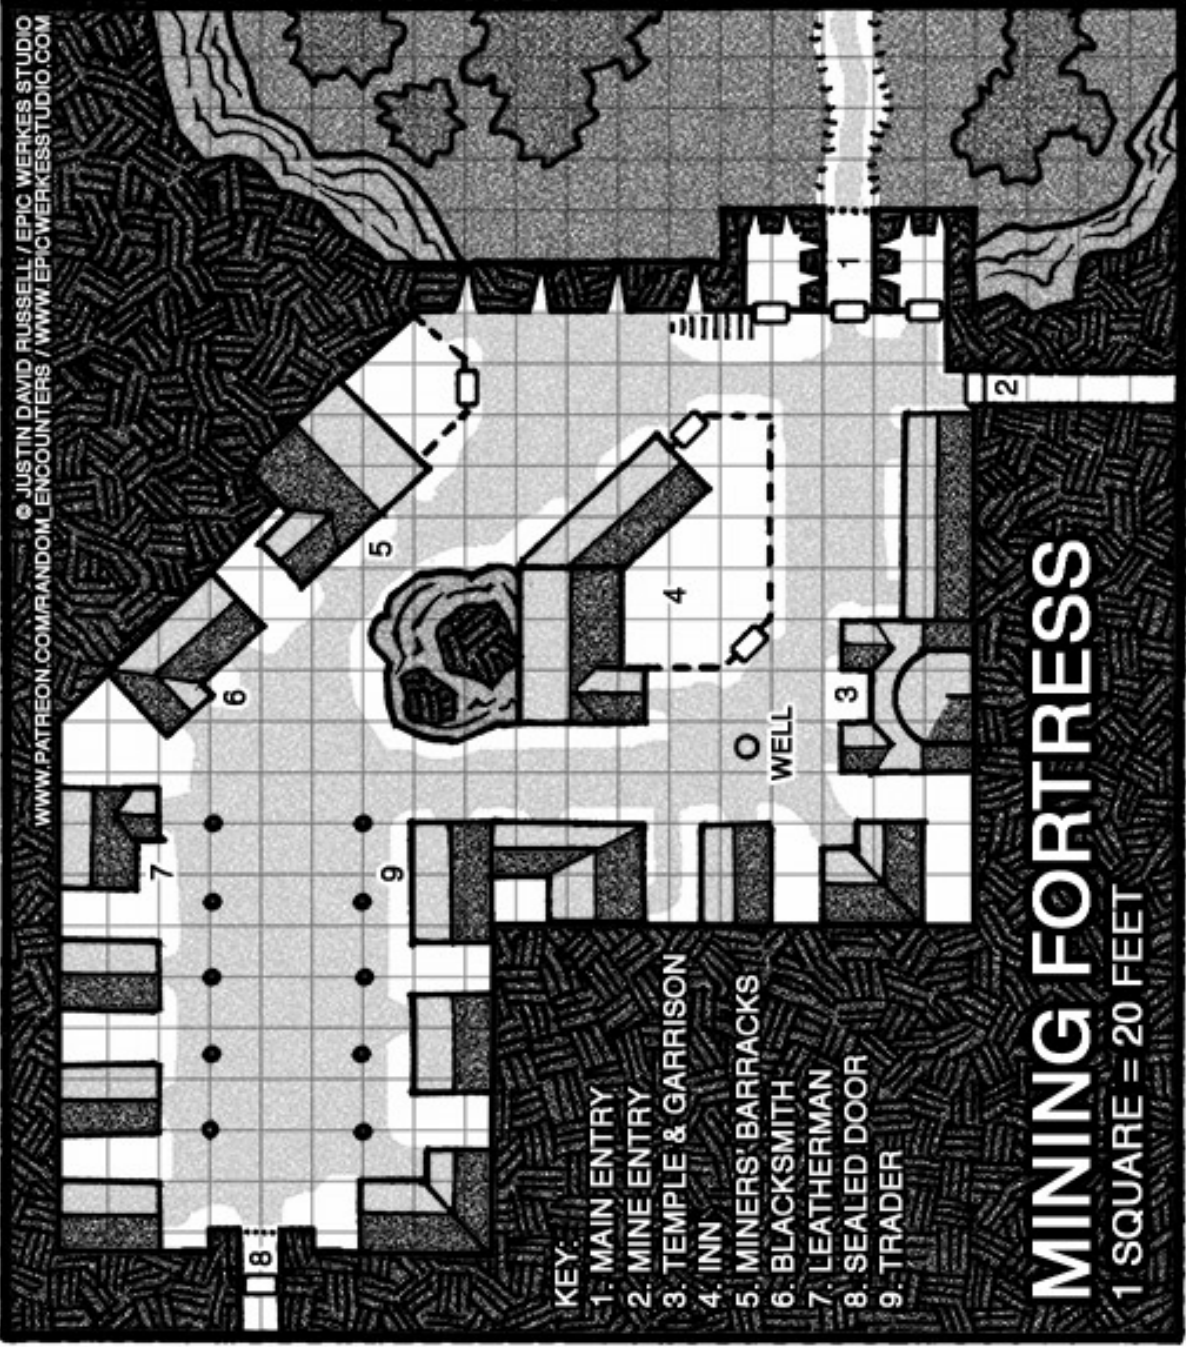 © JUSTIN DAVID RUSSELL / EPIC WERKES STUDIO
WWW.PATREON.COM/RANDOM_ENCOUNTERS / WWW.EPICWERKESSTUDIO.COM
1
2
3
4
5
6
7
8
9
WELL
KEY:
1. MAIN ENTRY
2. MINE ENTRY
3. TEMPLE & GARRISON
4. INN
5. MINERS' BARRACKS
6. BLACKSMITH
7. LEATHERMAN
8. SEALED DOOR
9. TRADER
MINING FORTRESS
1 SQUARE = 20 FEET